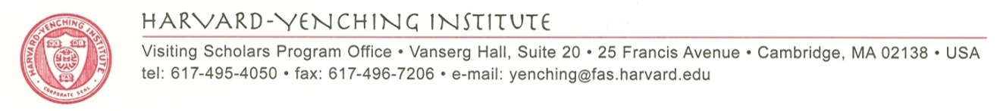 HARVARD-YENCHING INSTITUTE
Visiting Scholars Program Office • Vanserg Hall, Suite 20 • 25 Francis Avenue • Cambridge, MA 02138 • USA
tel: 617-495-4050 • fax: 617-496-7206 • e-mail: yenching@fas.harvard.edu
HARVARD-YENCHING INSTITUTE
CORPORATE SEAL